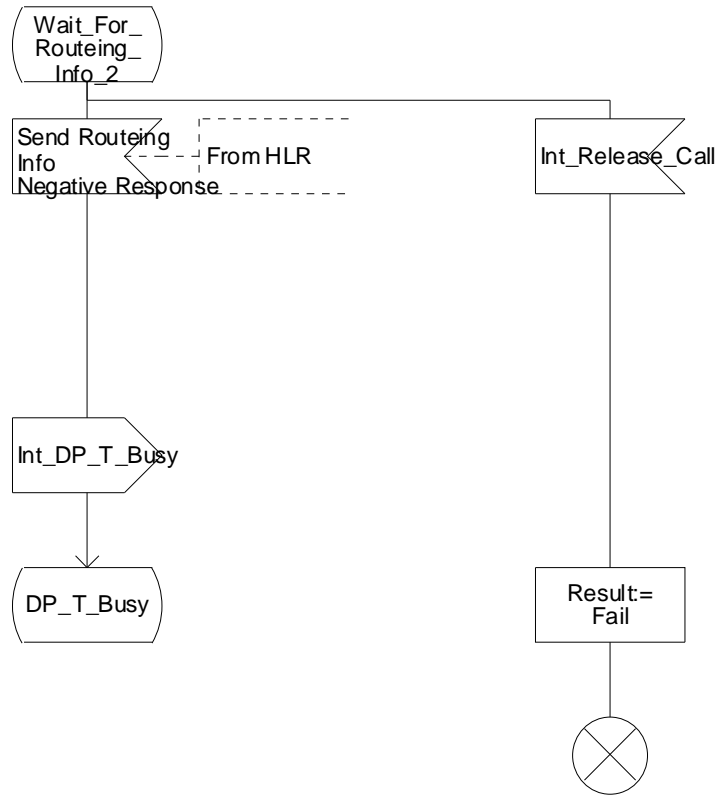 Wait_For_
Routeing_
Info_2
Send Routeing
Info
Negative Response
From HLR
Int_Release_Call
Int_DP_T_Busy
DP_T_Busy
Result:=
Fail